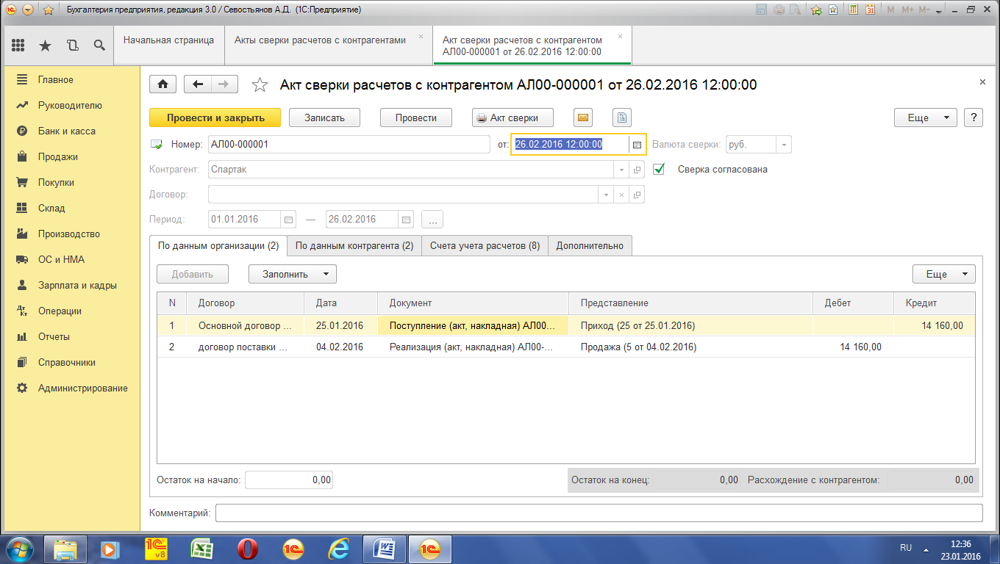 Бухгалтерия предприятия, редакция 3.0 / Севостьянов А.Д. (1С:Предприятие)
31
M M+ M-
Начальная страница
Акты сверки расчетов с контрагентами
Акт сверки расчетов с контрагентом
АЛ00-000001 от 26.02.2016 12:00:00
Главное
Руководителю
Банк и касса
Продажи
Покупки
Склад
Производство
ОС и НМА
Зарплата и кадры
Дт Кт Операции
Отчеты
Справочники
Администрирование
Акт сверки расчетов с контрагентом АЛ00-000001 от 26.02.2016 12:00:00
Провести и закрыть Записать Провести Акт сверки Еще ?
Номер: АЛ00-000001 от: 26.02.2016 12:00:00 Валюта сверки: руб.
Контрагент: Спартак Сверка согласована
Договор:
Период: 01.01.2016 — 26.02.2016 ...
По данным организации (2) По данным контрагента (2) Счета учета расчетов (8) Дополнительно
Добавить Заполнить Еще
N Договор Дата Документ Представление Дебет Кредит
1 Основной договор ... 25.01.2016 Поступление (акт, накладная) АЛ00... Приход (25 от 25.01.2016) 14 160,00
2 договор поставки ... 04.02.2016 Реализация (акт, накладная) АЛ00-... Продажа (5 от 04.02.2016) 14 160,00
Остаток на начало: 0,00 Остаток на конец: 0,00 Расхождение с контрагентом: 0,00
Комментарий:
1С v8 1С 1С
RU 12:36
23.01.2016